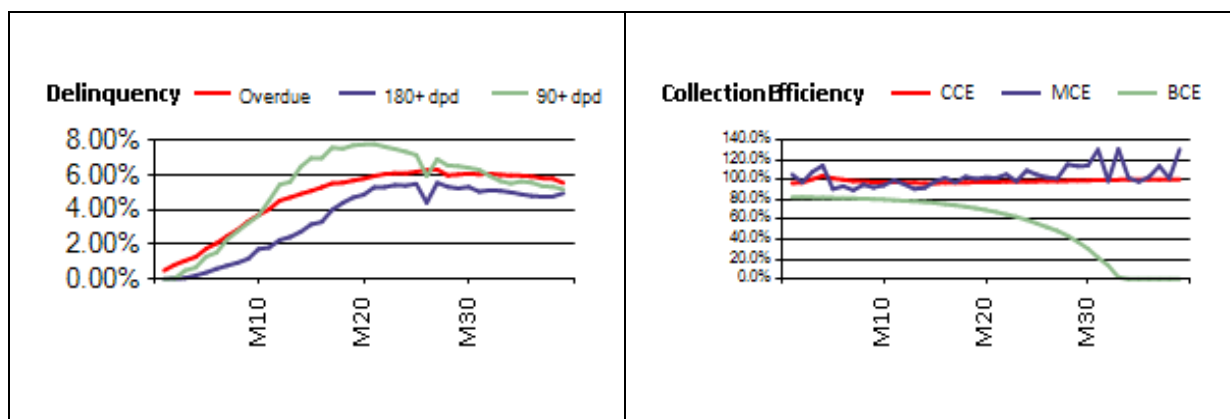 Delinquency Overdue 180+ dpd 90+ dpd
8.00%
6.00%
4.00%
2.00%
0.00%
M10
M20
M30
Collection Efficiency CCE MCE BCE
140.0%
120.0%
100.0%
80.0%
60.0%
40.0%
20.0%
0.0%
M10
M20
M30